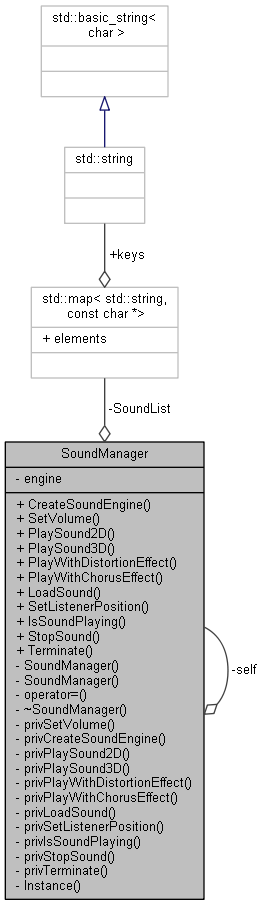 std::basic_string<
char >
std::string
+keys
std::map< std::string,
const char *>
+ elements
-SoundList
SoundManager
- engine
+ CreateSoundEngine()
+ SetVolume()
+ PlaySound2D()
+ PlaySound3D()
+ PlayWithDistortionEffect()
+ PlayWithChorusEffect()
+ LoadSound()
+ SetListenerPosition()
+ IsSoundPlaying()
+ StopSound()
+ Terminate()
- SoundManager()
- SoundManager()
- operator=()
- ~SoundManager()
- privSetVolume()
- privCreateSoundEngine()
- privPlaySound2D()
- privPlaySound3D()
- privPlayWithDistortionEffect()
- privPlayWithChorusEffect()
- privLoadSound()
- privSetListenerPosition()
- privIsSoundPlaying()
- privStopSound()
- privTerminate()
- Instance()
-self